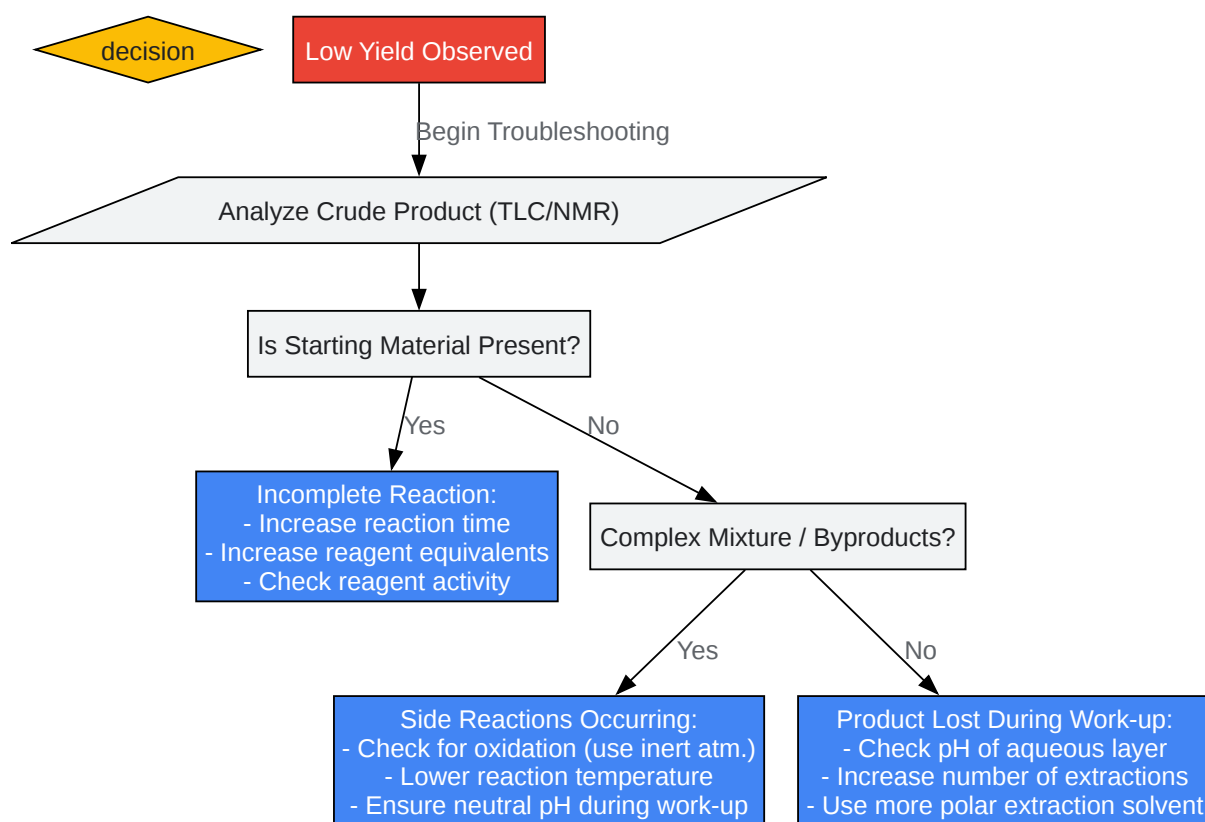 decision
Low Yield Observed
Begin Troubleshooting
Analyze Crude Product (TLC/NMR)
Is Starting Material Present?
Yes
No
Incomplete Reaction:
- Increase reaction time
- Increase reagent equivalents
- Check reagent activity
Complex Mixture / Byproducts?
Yes
No
Side Reactions Occurring:
- Check for oxidation (use inert atm.)
- Lower reaction temperature
- Ensure neutral pH during work-up
Product Lost During Work-up:
- Check pH of aqueous layer
- Increase number of extractions
- Use more polar extraction solvent